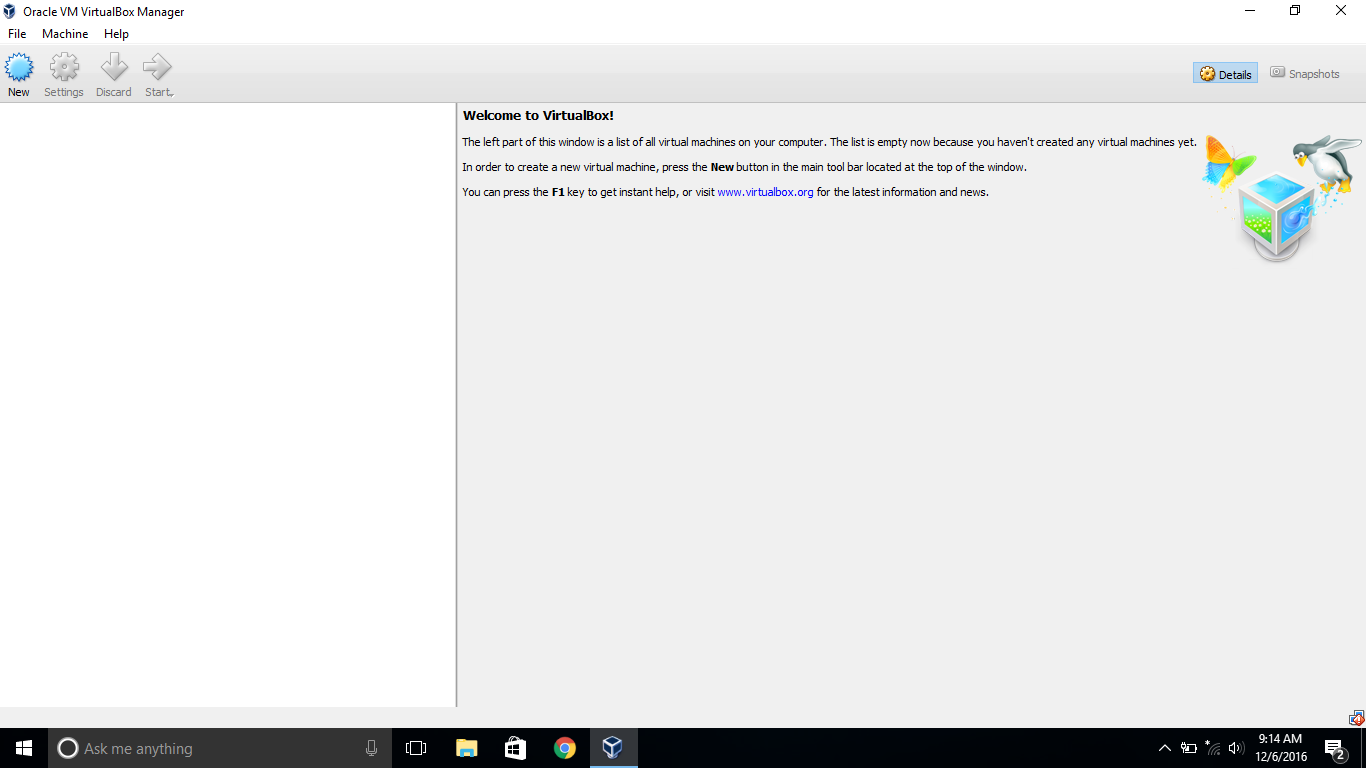 Oracle VM VirtualBox Manager
File Machine Help
New Settings Discard Start
Details Snapshots
Welcome to VirtualBox!
The left part of this window is a list of all virtual machines on your computer. The list is empty now because you haven't created any virtual machines yet.
In order to create a new virtual machine, press the New button in the main tool bar located at the top of the window.
You can press the F1 key to get instant help, or visit www.virtualbox.org for the latest information and news.
Ask me anything
9:14 AM
12/6/2016
2